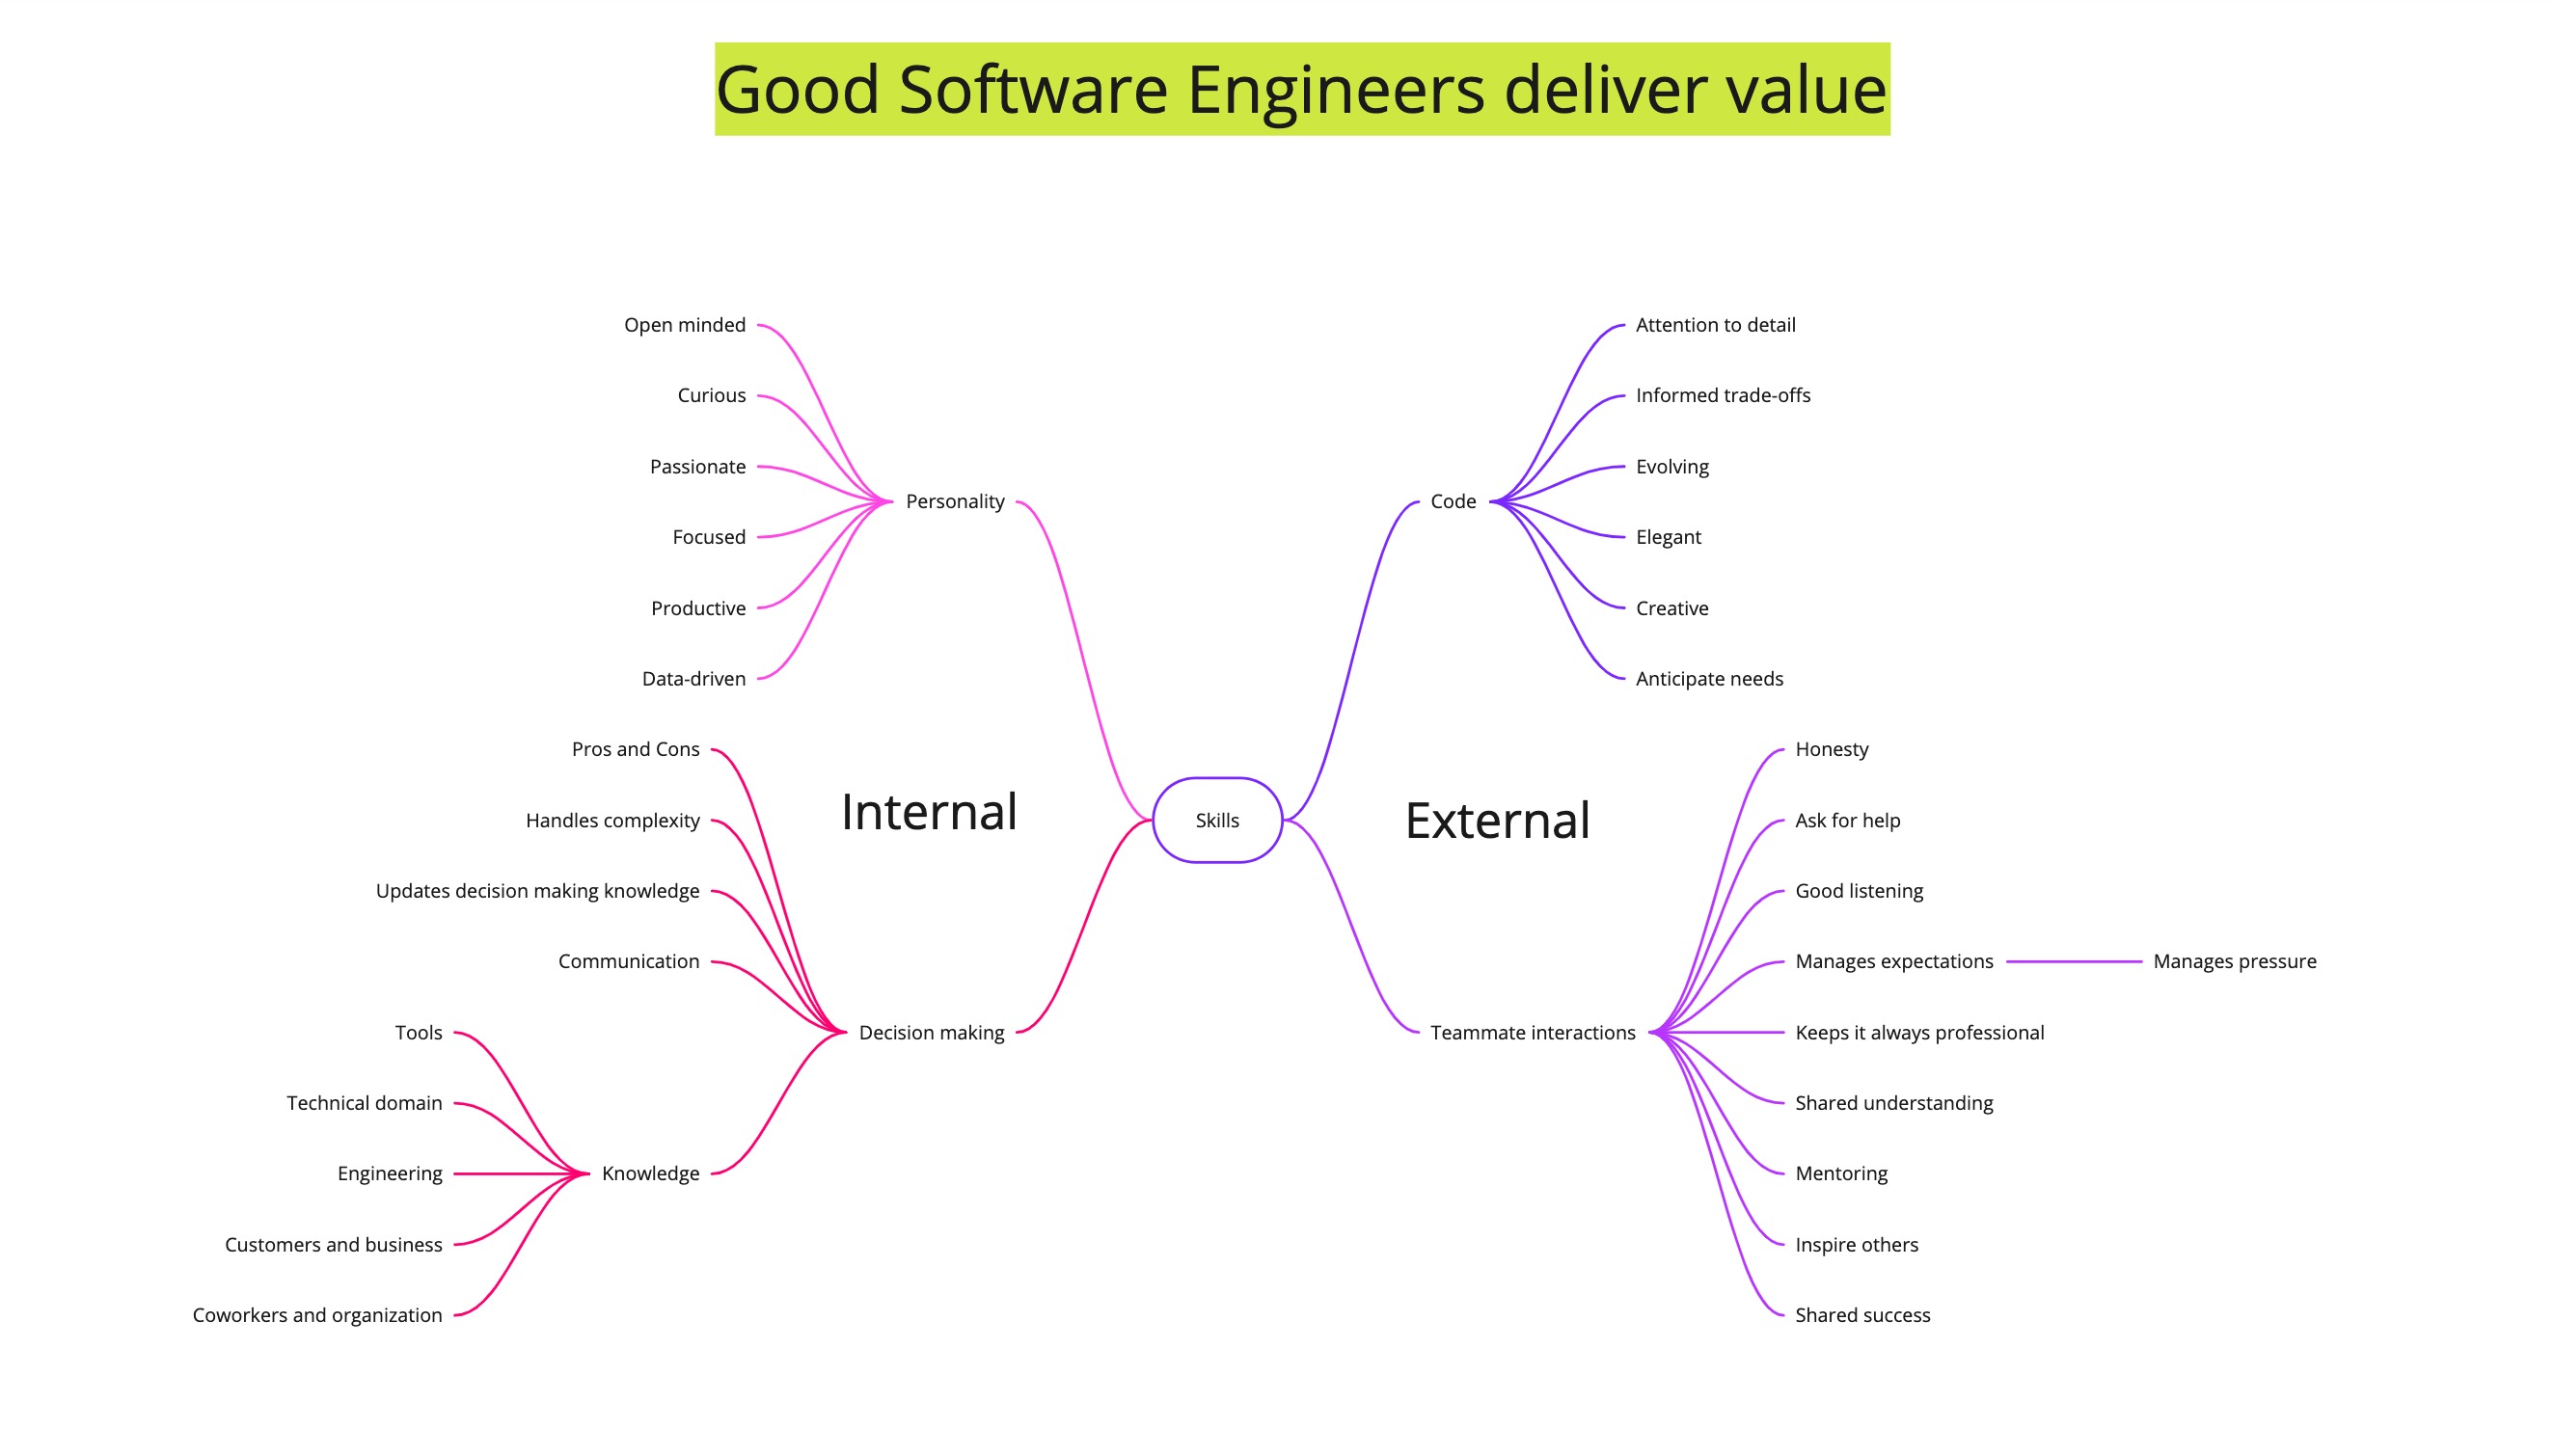 Good Software Engineers deliver value
Open minded
Curious
Passionate
Focused
Productive
Data-driven
Personality
Pros and Cons
Handles complexity
Updates decision making knowledge
Communication
Decision making
Tools
Technical domain
Engineering
Customers and business
Coworkers and organization
Knowledge
Internal
Skills
External
Code
Attention to detail
Informed trade-offs
Evolving
Elegant
Creative
Anticipate needs
Teammate interactions
Honesty
Ask for help
Good listening
Manages expectations
Manages pressure
Keeps it always professional
Shared understanding
Mentoring
Inspire others
Shared success